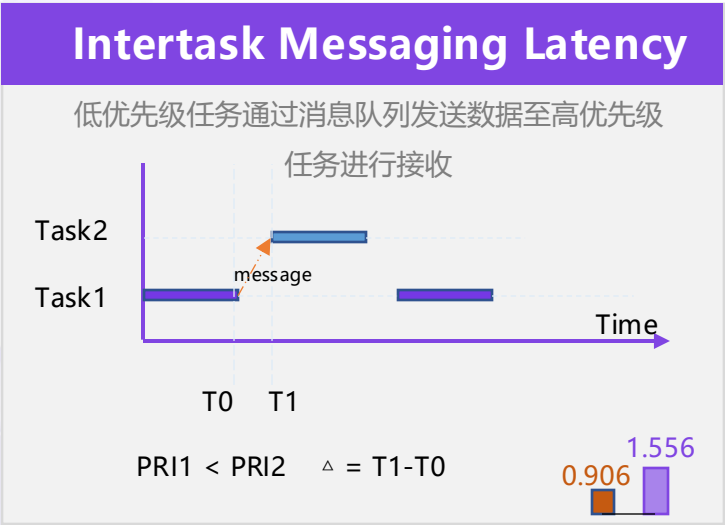 Intertask Messaging Latency
低优先级任务通过消息队列发送数据至高优先级
任务进行接收
Task2
message
Task1
Time
T0 T1
PRI1 < PRI2 △ = T1-T0
1.556
0.906